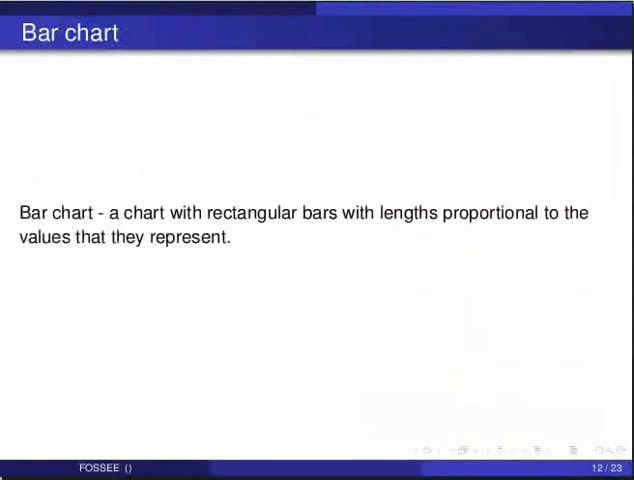 Bar chart
Bar chart - a chart with rectangular bars with lengths proportional to the
values that they represent.
FOSSEE ()
12 / 23